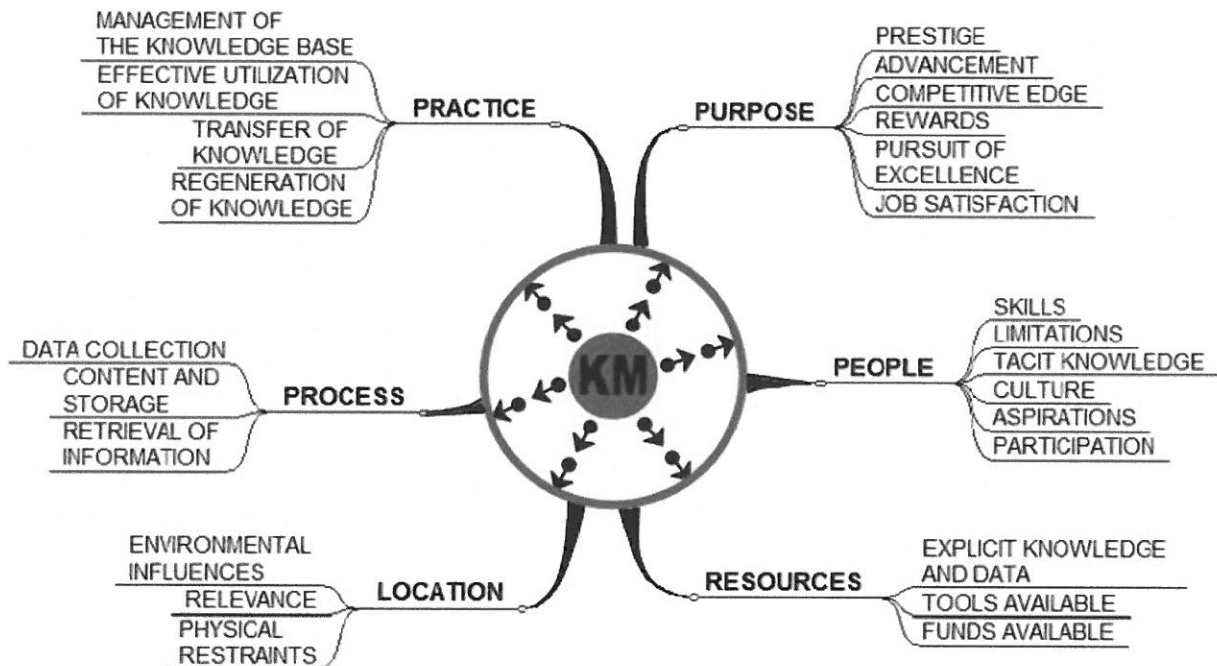 MANAGEMENT OF
THE KNOWLEDGE BASE
EFFECTIVE UTILIZATION
OF KNOWLEDGE
TRANSFER OF
KNOWLEDGE
REGENERATION
OF KNOWLEDGE
PRACTICE
PURPOSE
PRESTIGE
ADVANCEMENT
COMPETITIVE EDGE
REWARDS
PURSUIT OF
EXCELLENCE
JOB SATISFACTION
DATA COLLECTION
CONTENT AND
STORAGE
RETRIEVAL OF
INFORMATION
PROCESS
KM
PEOPLE
SKILLS
LIMITATIONS
TACIT KNOWLEDGE
CULTURE
ASPIRATIONS
PARTICIPATION
ENVIRONMENTAL
INFLUENCES
RELEVANCE
PHYSICAL
RESTRAINTS
LOCATION
RESOURCES
EXPLICIT KNOWLEDGE
AND DATA
TOOLS AVAILABLE
FUNDS AVAILABLE